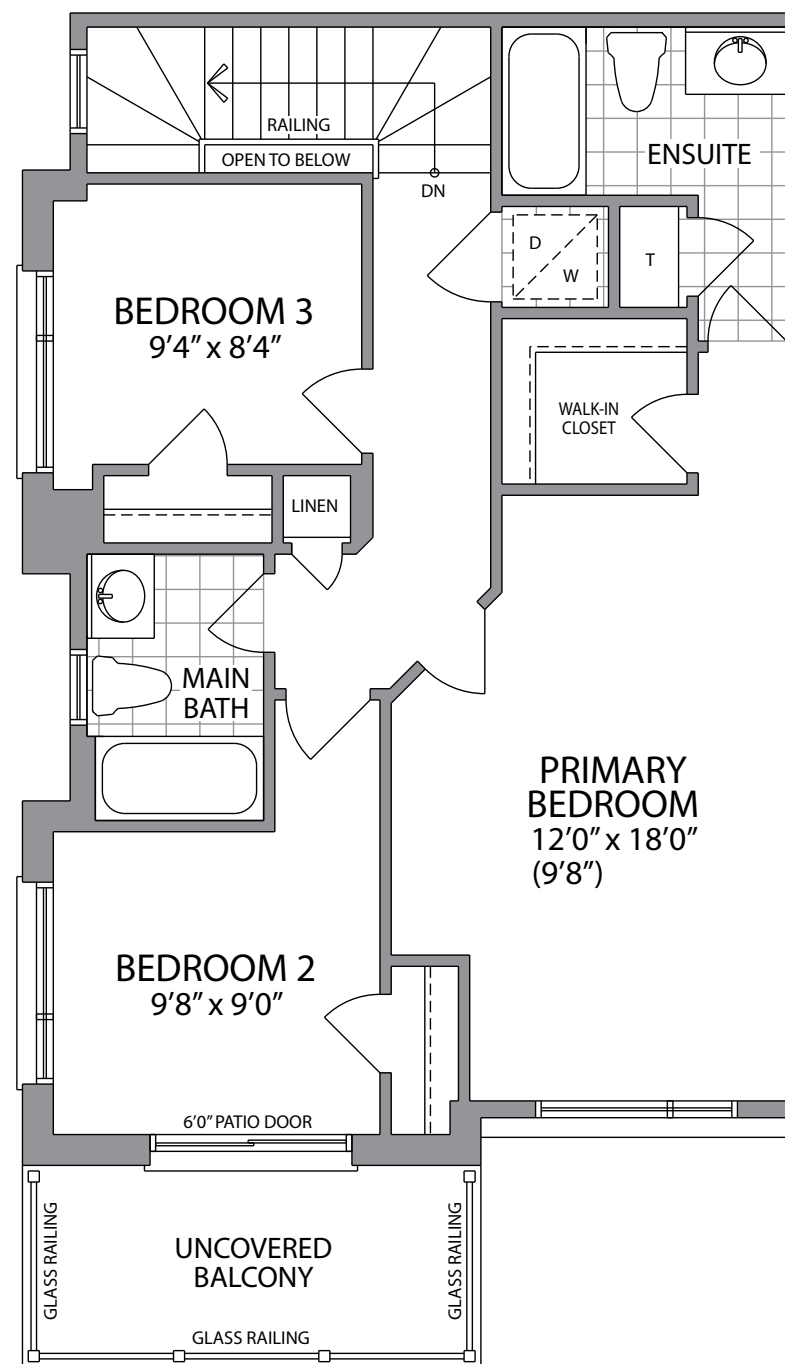 RAILING
OPEN TO BELOW
DN
ENSUITE
D
W
T
BEDROOM 3
9’4” x 8’4”
WALK-IN
CLOSET
LINEN
MAIN
BATH
PRIMARY
BEDROOM
12’0” x 18’0”
(9’8”)
BEDROOM 2
9’8” x 9’0”
6’0” PATIO DOOR
GLASS RAILING
UNCOVERED
BALCONY
GLASS RAILING
GLASS RAILING